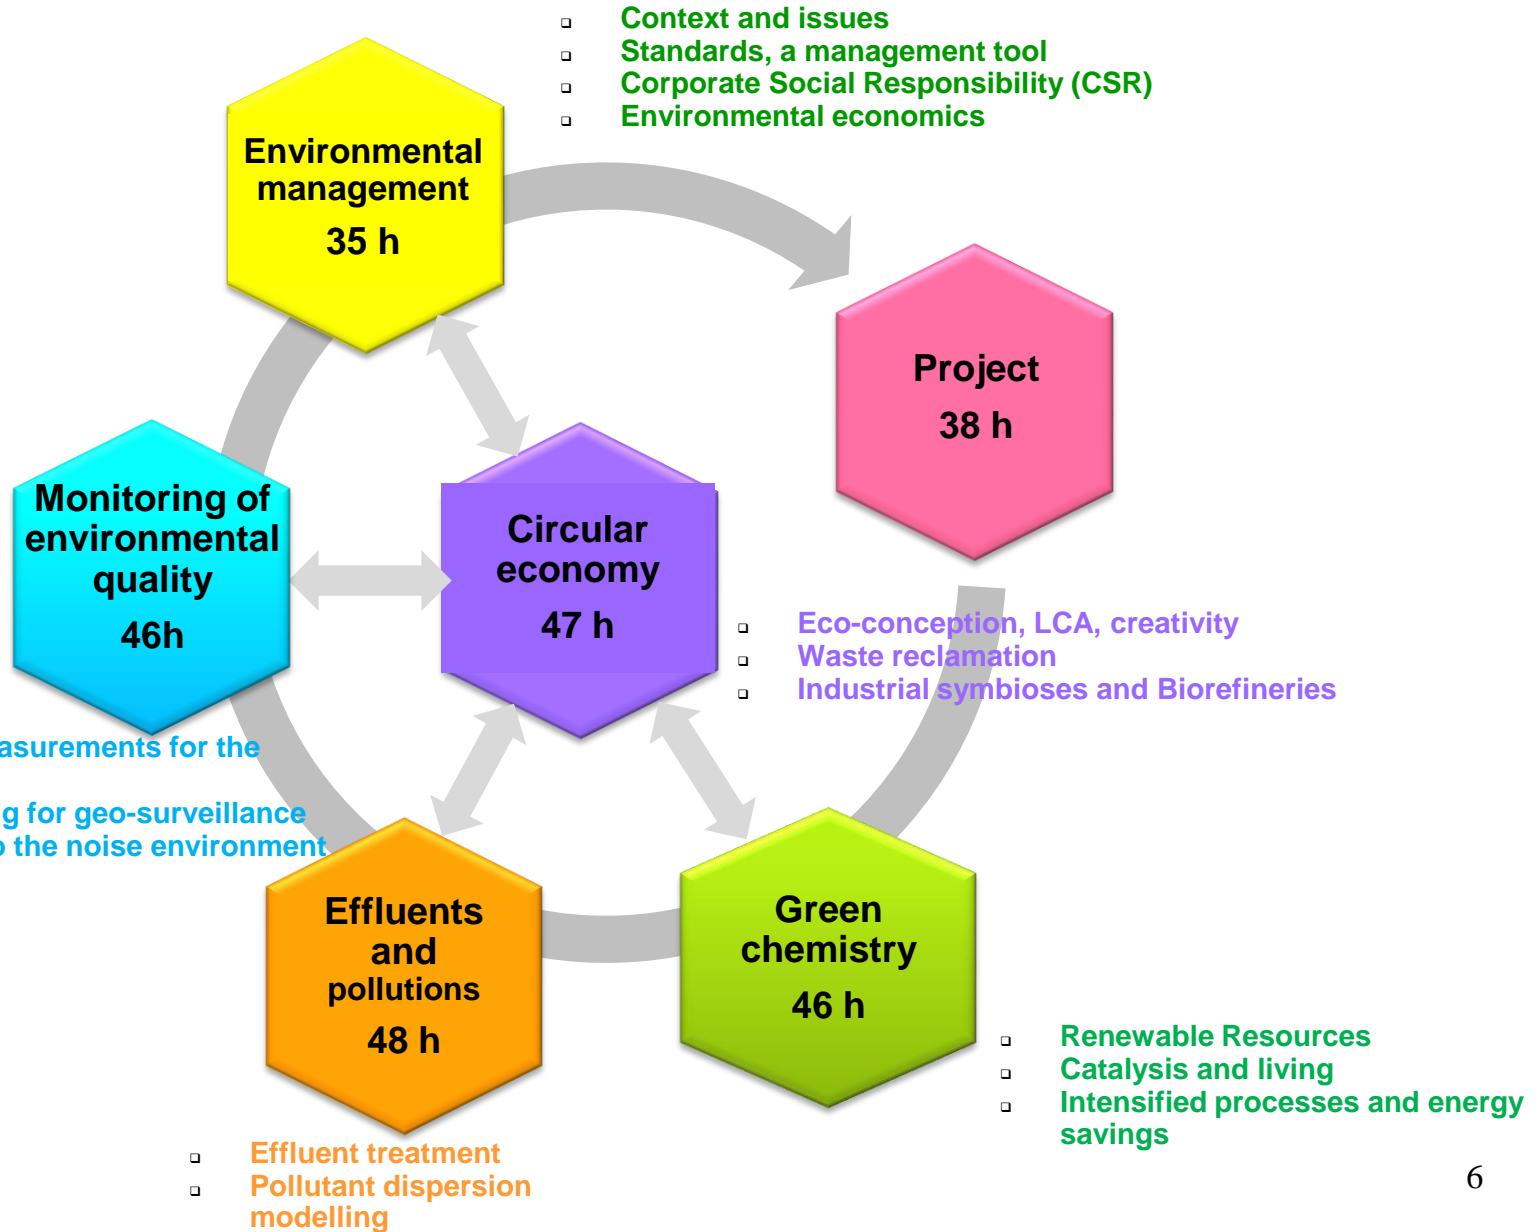 Context and issues
Standards, a management tool
Corporate Social Responsibility (CSR)
Environmental economics
Environmental
management
35 h
Project
38 h
Monitoring of
environmental
quality
46h
Circular
economy
47 h
Eco-conception, LCA, creativity
Waste reclamation
Industrial symbioses and Biorefineries
for the
for geo-surveillance
the noise environment
Effluents
and
pollutions
48 h
Green
chemistry
46 h
Renewable Resources
Catalysis and living
Intensified processes and energy
savings
Effluent treatment
Pollutant dispersion
modelling
6